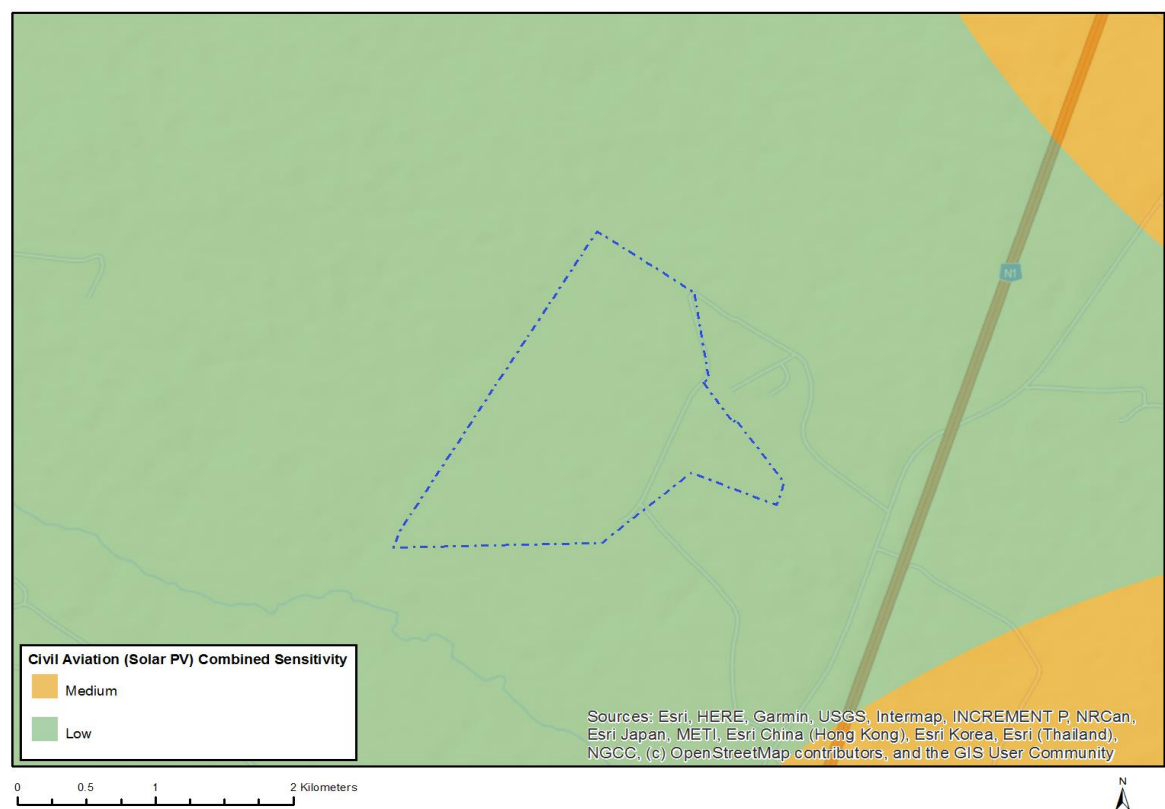 N1
Civil Aviation (Solar PV) Combined Sensitivity
Medium
Low
Sources: Esri, HERE, Garmin, USGS, Intermap, INCREMENT P, NRCan,
Esri Japan, METI, Esri China (Hong Kong), Esri Korea, Esri (Thailand),
NGCC, (c) OpenStreetMap contributors, and the GIS User Community
0 0.5 1 2 Kilometers
N